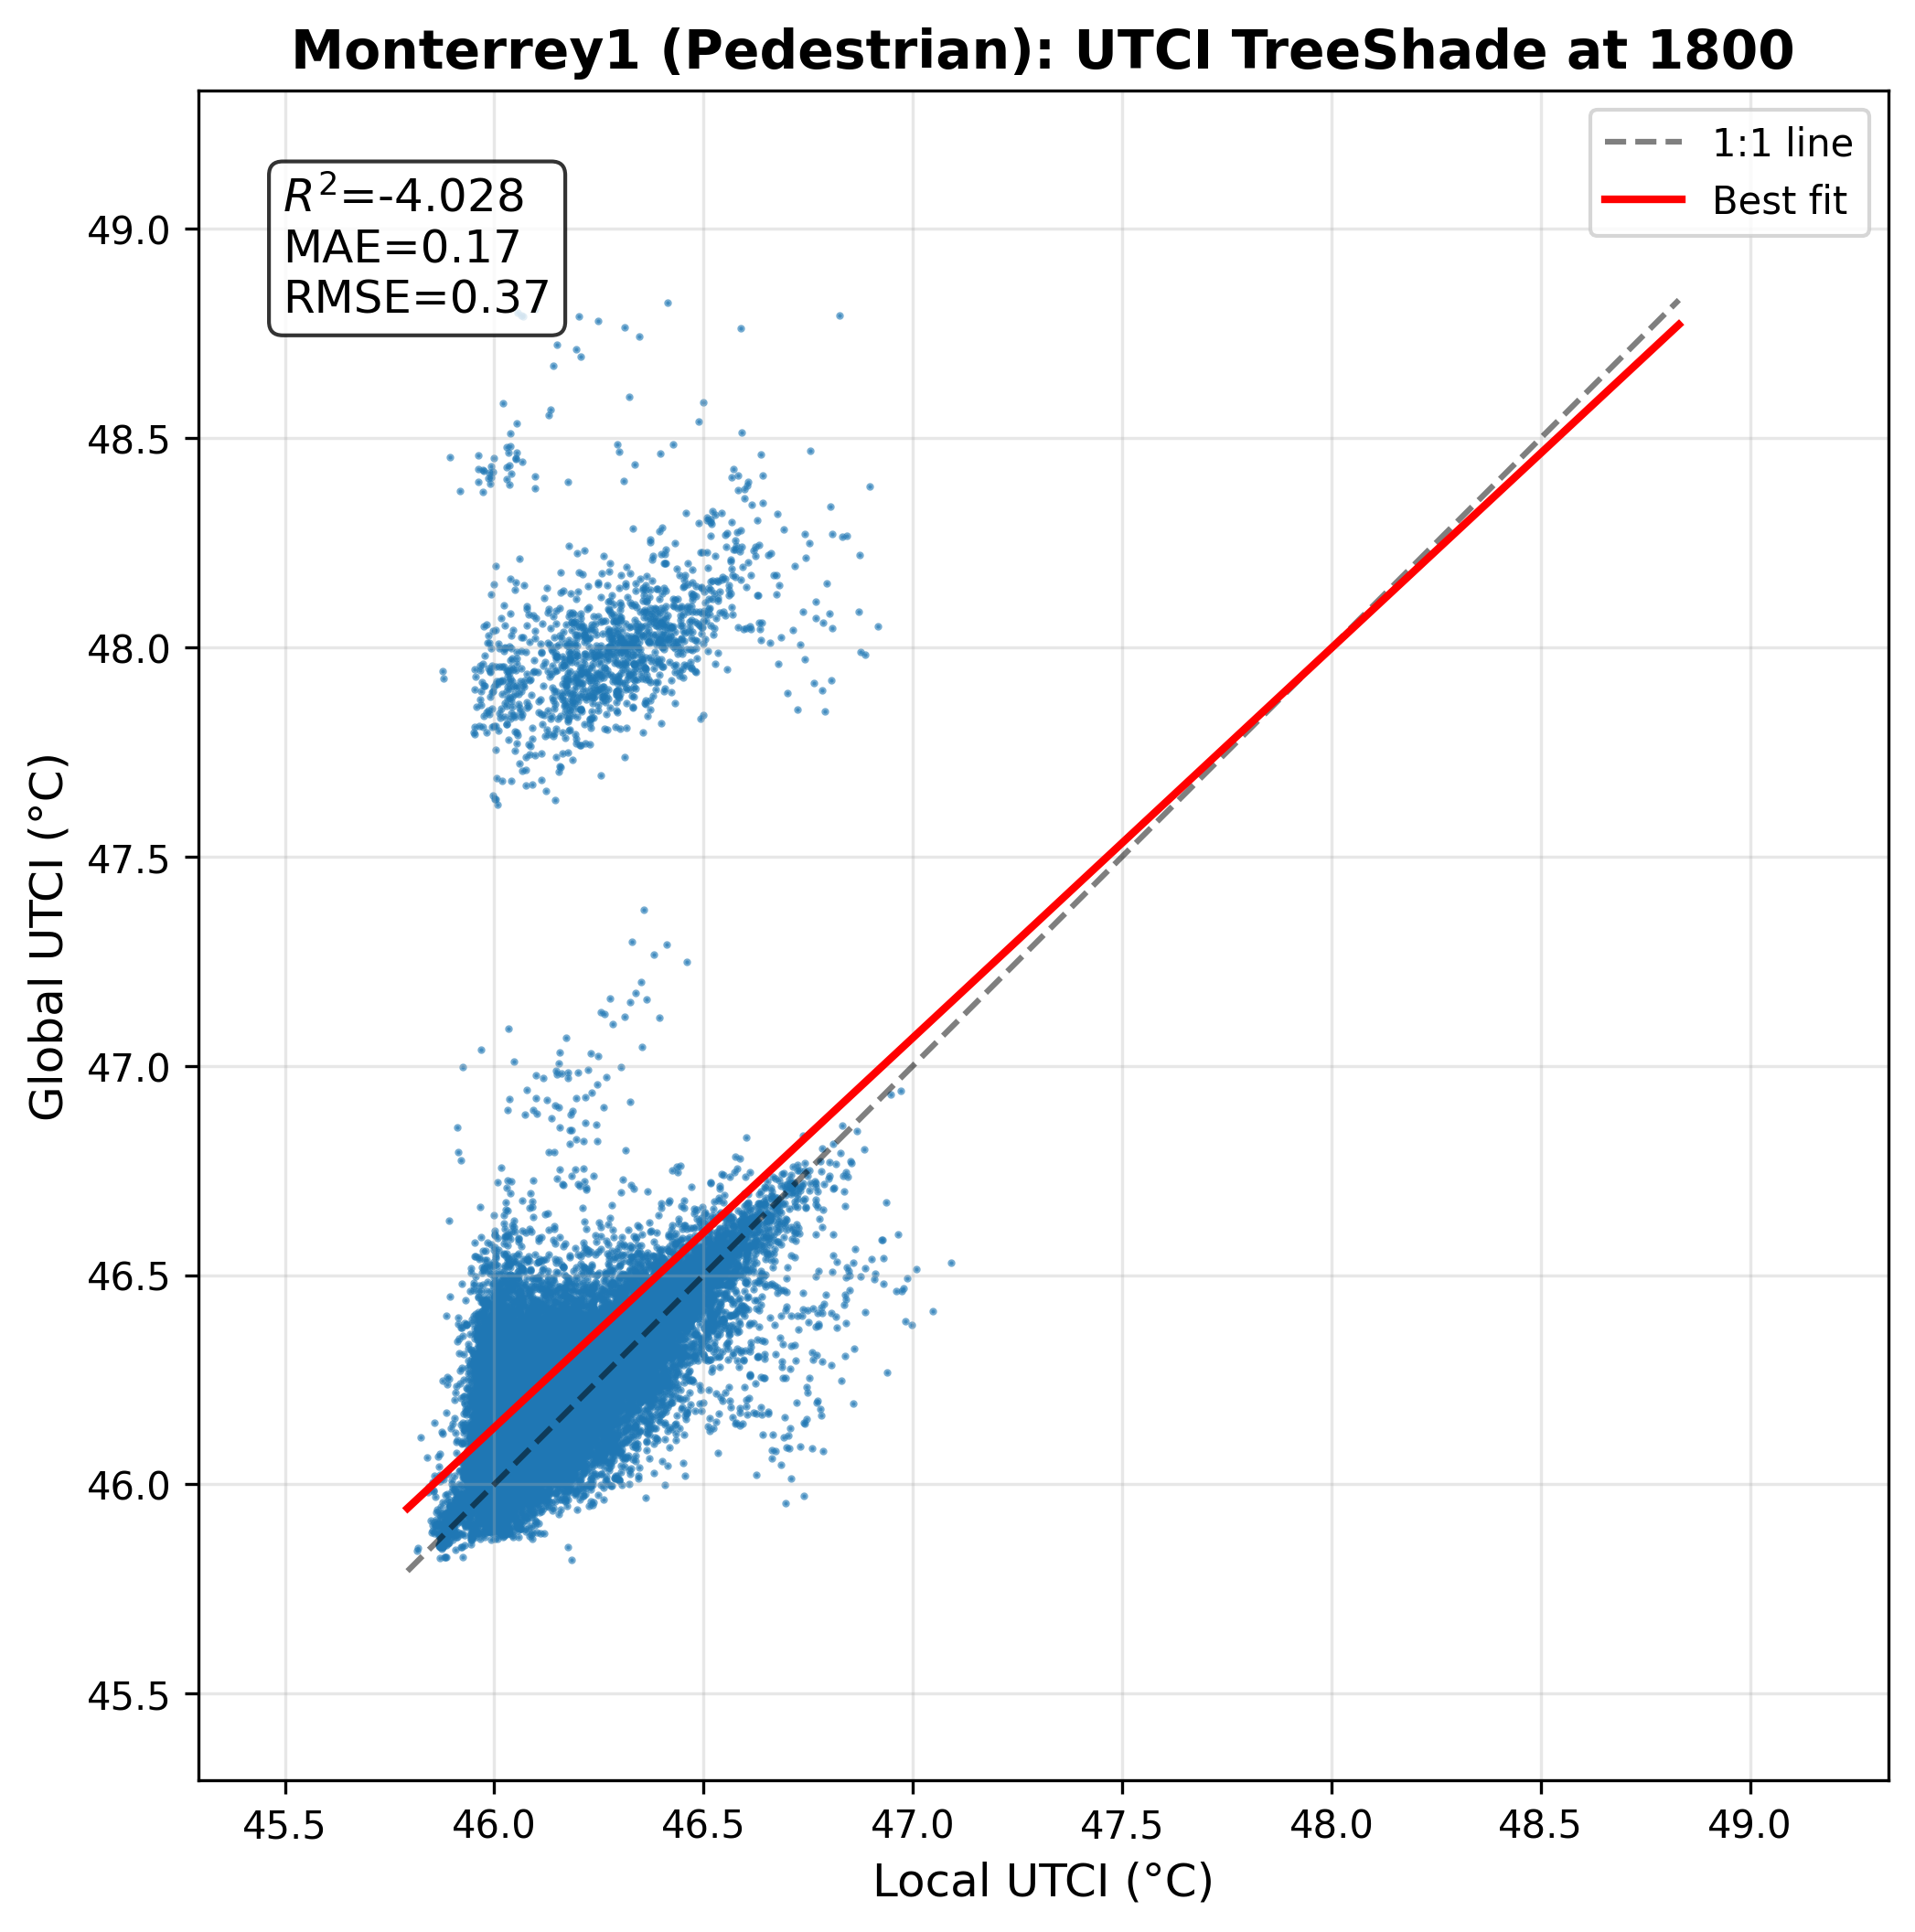 Monterrey1 (Pedestrian): UTCI TreeShade at 1800
R²=-4.028
MAE=0.17
RMSE=0.37
1:1 line
Best fit
49.0
48.5
48.0
47.5
47.0
46.5
46.0
45.5
Global UTCI (°C)
45.5 46.0 46.5 47.0 47.5 48.0 48.5 49.0
Local UTCI (°C)